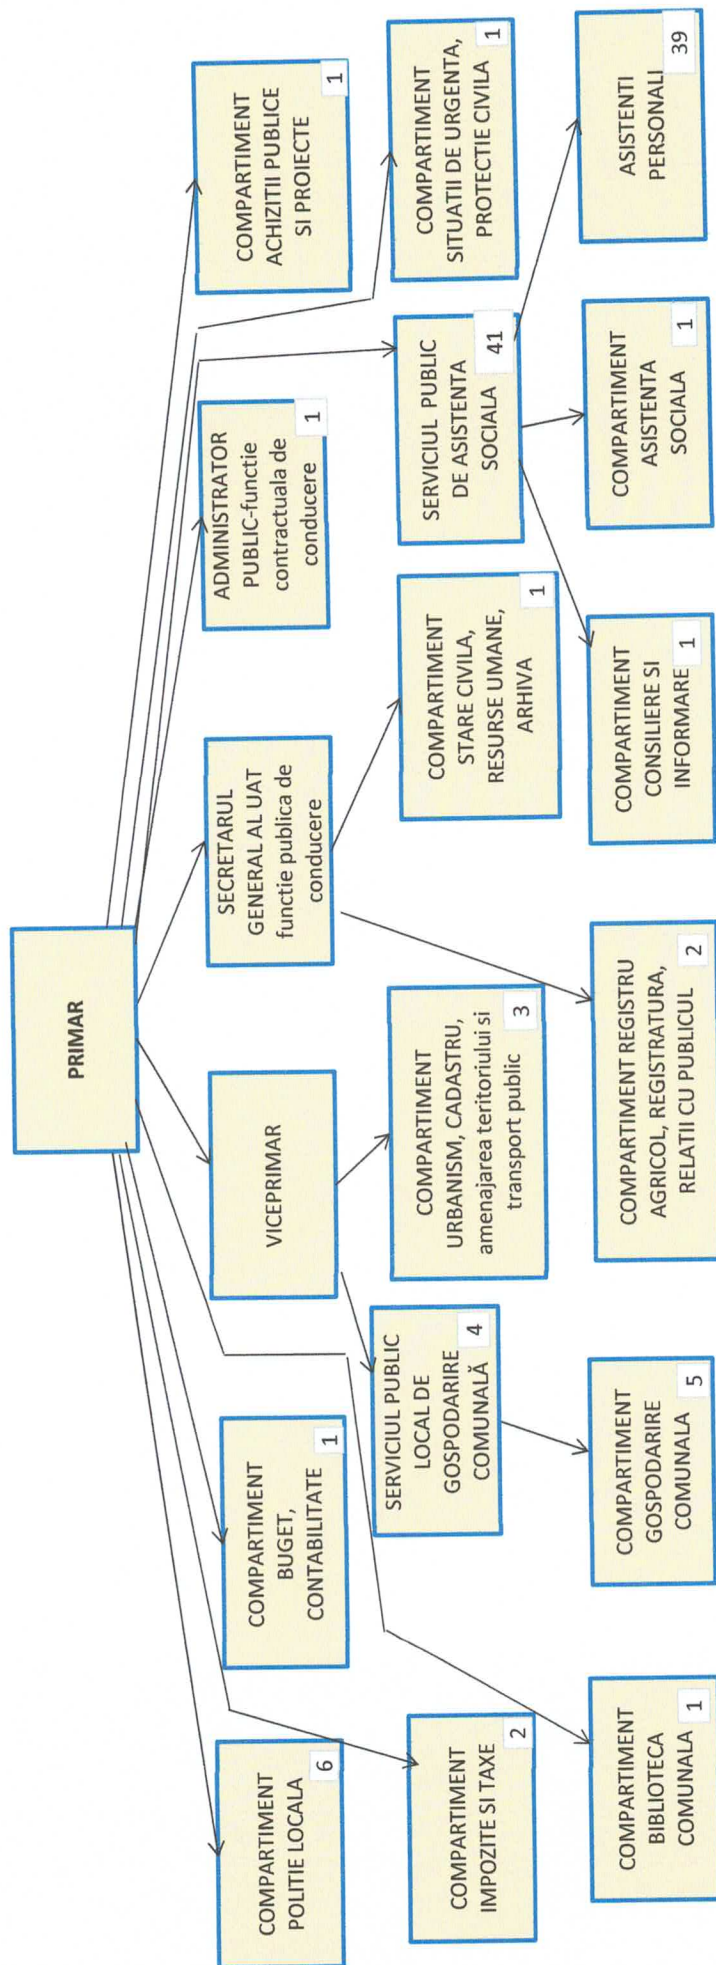 PRIMAR
COMPARTIMENT
POLITIE LOCALA
6
COMPARTIMENT
BUGET,
CONTABILITATE
1
VICEPRIMAR
SECRETARUL
GENERAL AL UAT
functie publica de
conducere
ADMINISTRATOR
PUBLIC-functie
contractuala de
conducere
1
COMPARTIMENT
ACHIZITII PUBLICE
SI PROIECTE
1
COMPARTIMENT
IMPOZITE SI TAXE
2
SERVICIUL PUBLIC
LOCAL DE
GOSPODARIRE
COMUNALĂ
4
COMPARTIMENT
URBANISM, CADASTRU,
amenajarea teritoriului si
transport public
3
COMPARTIMENT
STARE CIVILA,
RESURSE UMANE,
ARHIVA
1
SERVICIUL PUBLIC
DE ASISTENTA
SOCIALA
41
COMPARTIMENT
SITUATII DE URGENTA,
PROTECTIE CIVILA
1
COMPARTIMENT
BIBLIOTECA
COMUNALA
1
COMPARTIMENT
GOSPODARIRE
COMUNALA
5
COMPARTIMENT REGISTRU
AGRICOL, REGISTRATURA,
RELATII CU PUBLICUL
2
COMPARTIMENT
CONSILIERE SI
INFORMARE
1
COMPARTIMENT
ASISTENTA
SOCIALA
1
ASISTENTI
PERSONALI
39